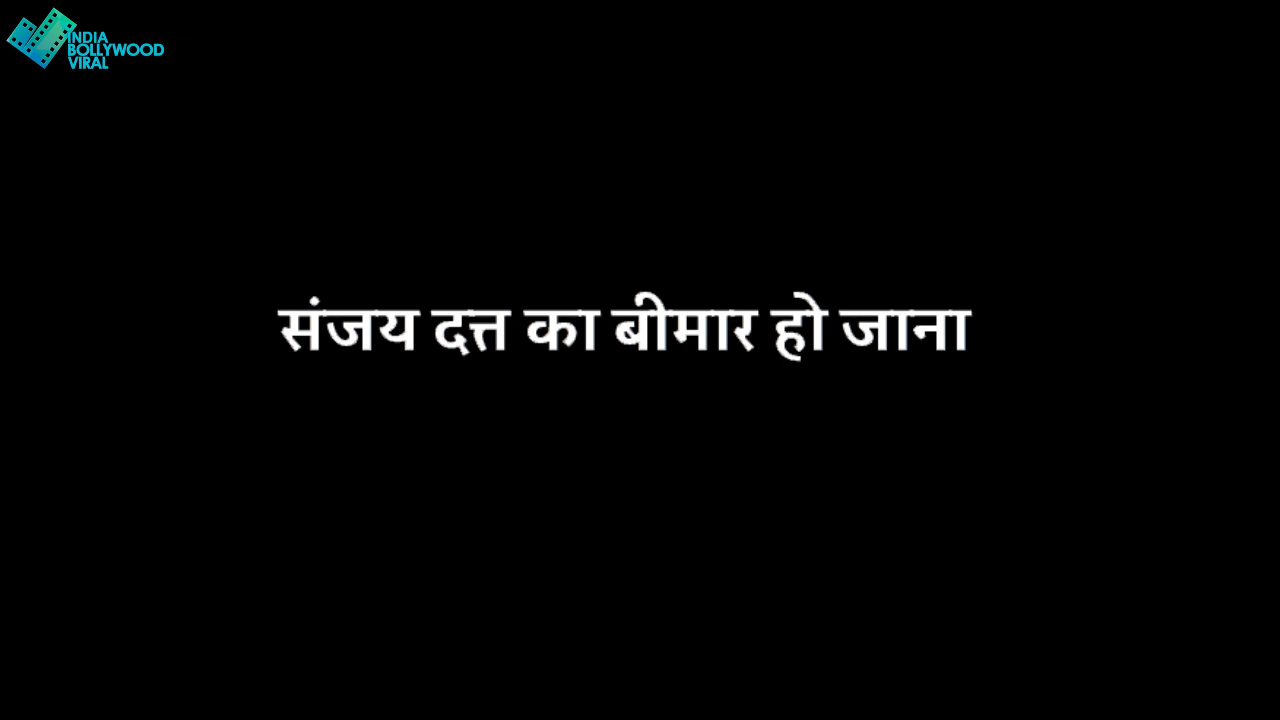 INDIA
BOLLYWOOD
VIRAL
संजय दत्त का बीमार हो जाना